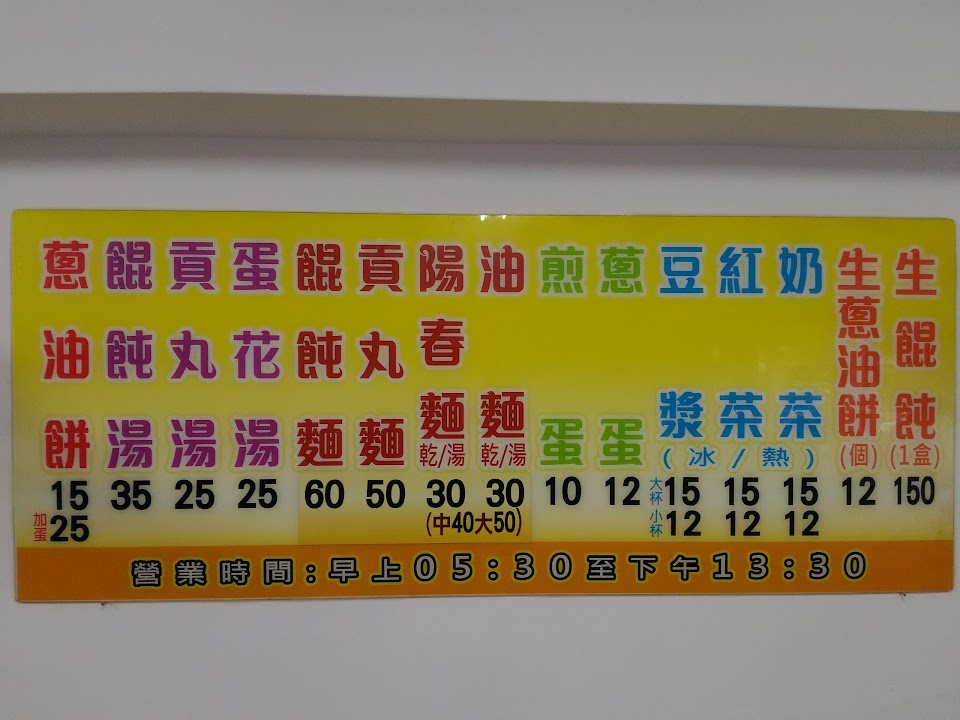 蔥油餅 15 加蛋25
餛飩湯 35
貢丸湯 25
蛋花湯 25
餛飩麵 60
貢丸麵 50
陽春麵 乾/湯 30
油麵 乾/湯 30
(中40大50)
煎蛋 10
蔥蛋 12
豆漿 大杯15 小杯12
紅茶 15 12
奶茶 15 12
(冰/熱)
生蔥油餅(個) 12
生餛飩(1盒) 150
營業時間:早上05:30至下午13:30